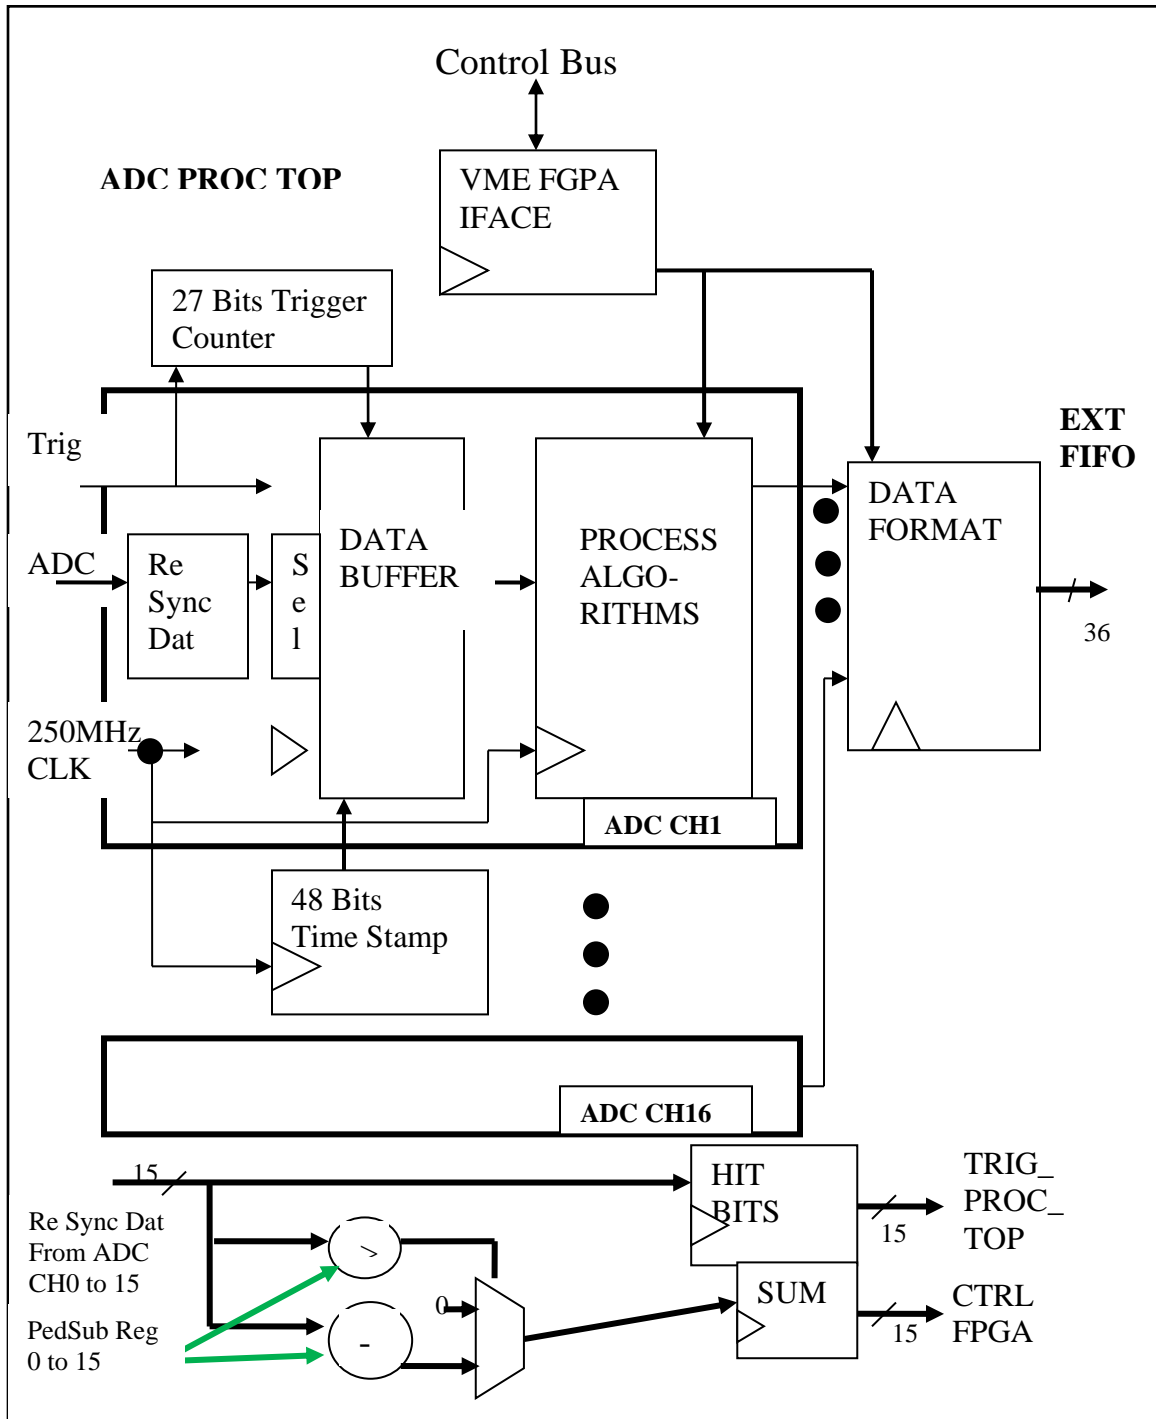 Control Bus
ADC PROC TOP
VME FGPA
IFACE
27 Bits Trigger
Counter
Trig
EXT
FIFO
DATA
FORMAT
ADC
Re
Sync
Dat
S
e
l
DATA
BUFFER
PROCESS
ALGO-
RITHMS
36
250MHz
CLK
ADC CH1
48 Bits
Time Stamp
ADC CH16
15
HIT
BITS
TRIG_
PROC_
TOP
15
Re Sync Dat
From ADC
CH0 to 15
>
0
SUM
CTRL
FPGA
15
PedSub Reg
0 to 15
-